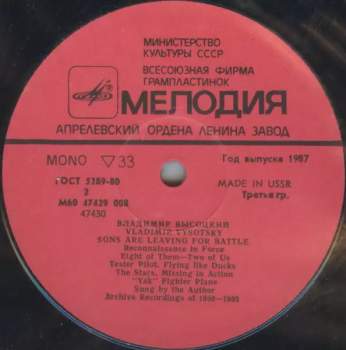 МИНИСТЕРСТВО
КУЛЬТУРЫ СССР
ВСЕСОЮЗНАЯ ФИРМА
ГРАМПЛАСТИНОК
МЕЛОДИЯ
АПРЕЛЕВСКИЙ ОРДЕНА ЛЕНИНА ЗАВОД
MONO ▽33
Год выпуска 1987
ГОСТ 5289-80
MADE IN USSR
2
Третья гр.
М60 47429 008
47430
ВЛАДИМИР ВЫСОЦКИЙ
VLADIMIR VYSOTSKY
SONS ARE LEAVING FOR BATTLE
Reconnaissance in Force
Eight of Them—Two of Us
Tester Pilot, Flying like Ducks
The Stars, Missing in Action
"Yak" Fighter Plane
Sung by the Author
Archive Recordings of